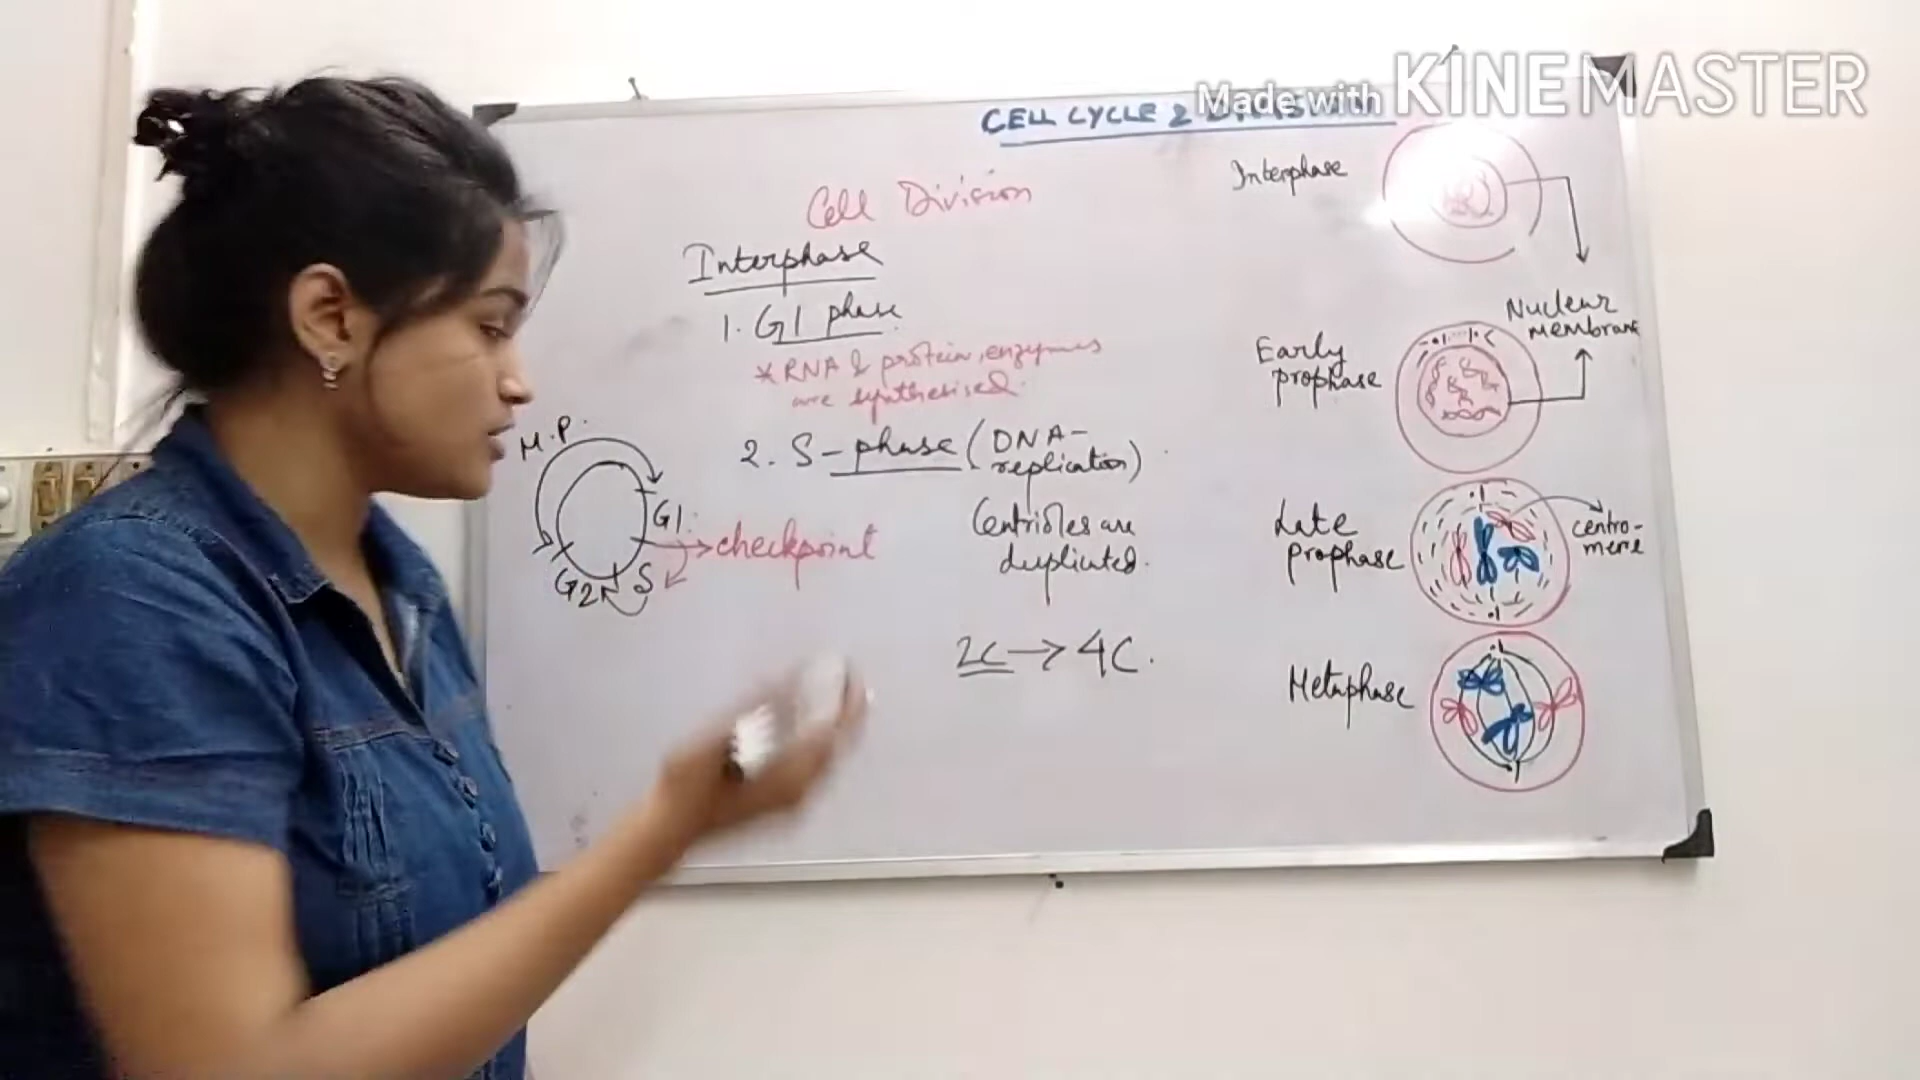 Made with KINEMASTER
CELL CYCLE & DIVISION
Cell Division
Interphase
1. G1 phase
* RNA & protein, enzymes
are synthesised.
2. S-phase (DNA-
replication)
Centrioles are
duplicated.
2C → 4C.
M.P.
G1
→ checkpoint
S
G2
Interphase
Nuclear
membrane
Early
prophase
Late
prophase
centro-
mere
Metaphase